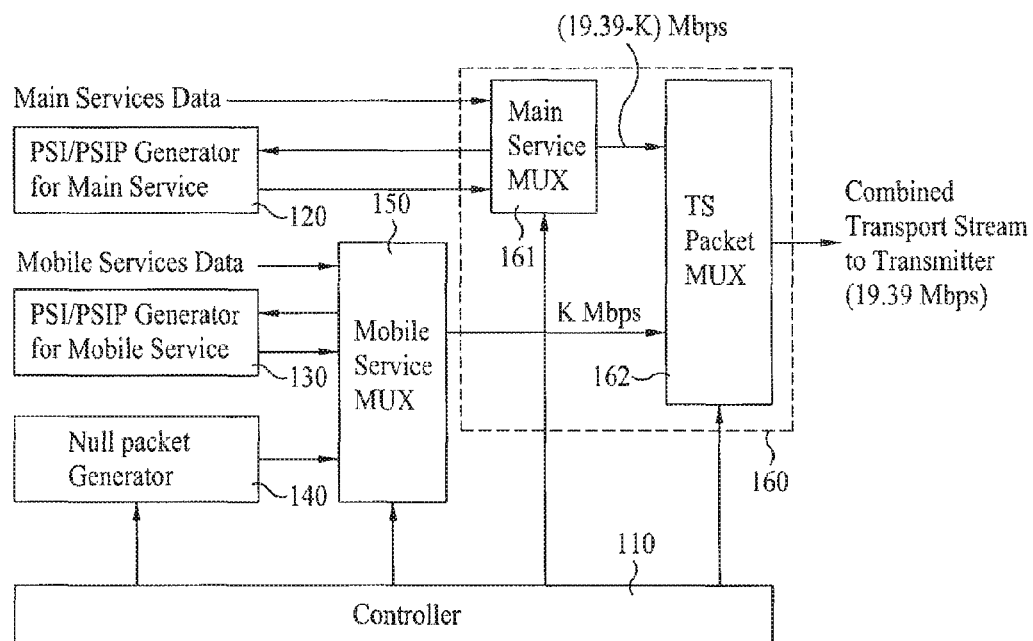 (19.39-K) Mbps
Main Services Data
Main
Service
MUX
161
PSI/PSIP Generator
for Main Service
120
150
TS
Packet
MUX
162
Combined
Transport Stream
to Transmitter
(19.39 Mbps)
Mobile Services Data
PSI/PSIP Generator
for Mobile Service
130
Mobile
Service
MUX
K Mbps
Null packet
Generator
140
160
110
Controller